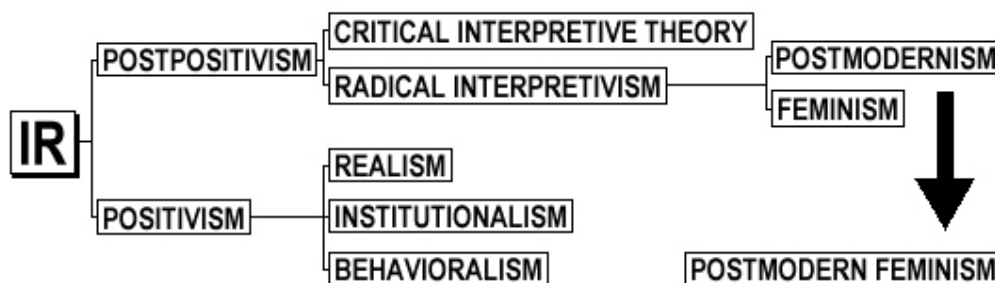 IR
POSTPOSITIVISM
CRITICAL INTERPRETIVE THEORY
RADICAL INTERPRETIVISM
POSTMODERNISM
FEMINISM
POSITIVISM
REALISM
INSTITUTIONALISM
BEHAVIORALISM
POSTMODERN FEMINISM